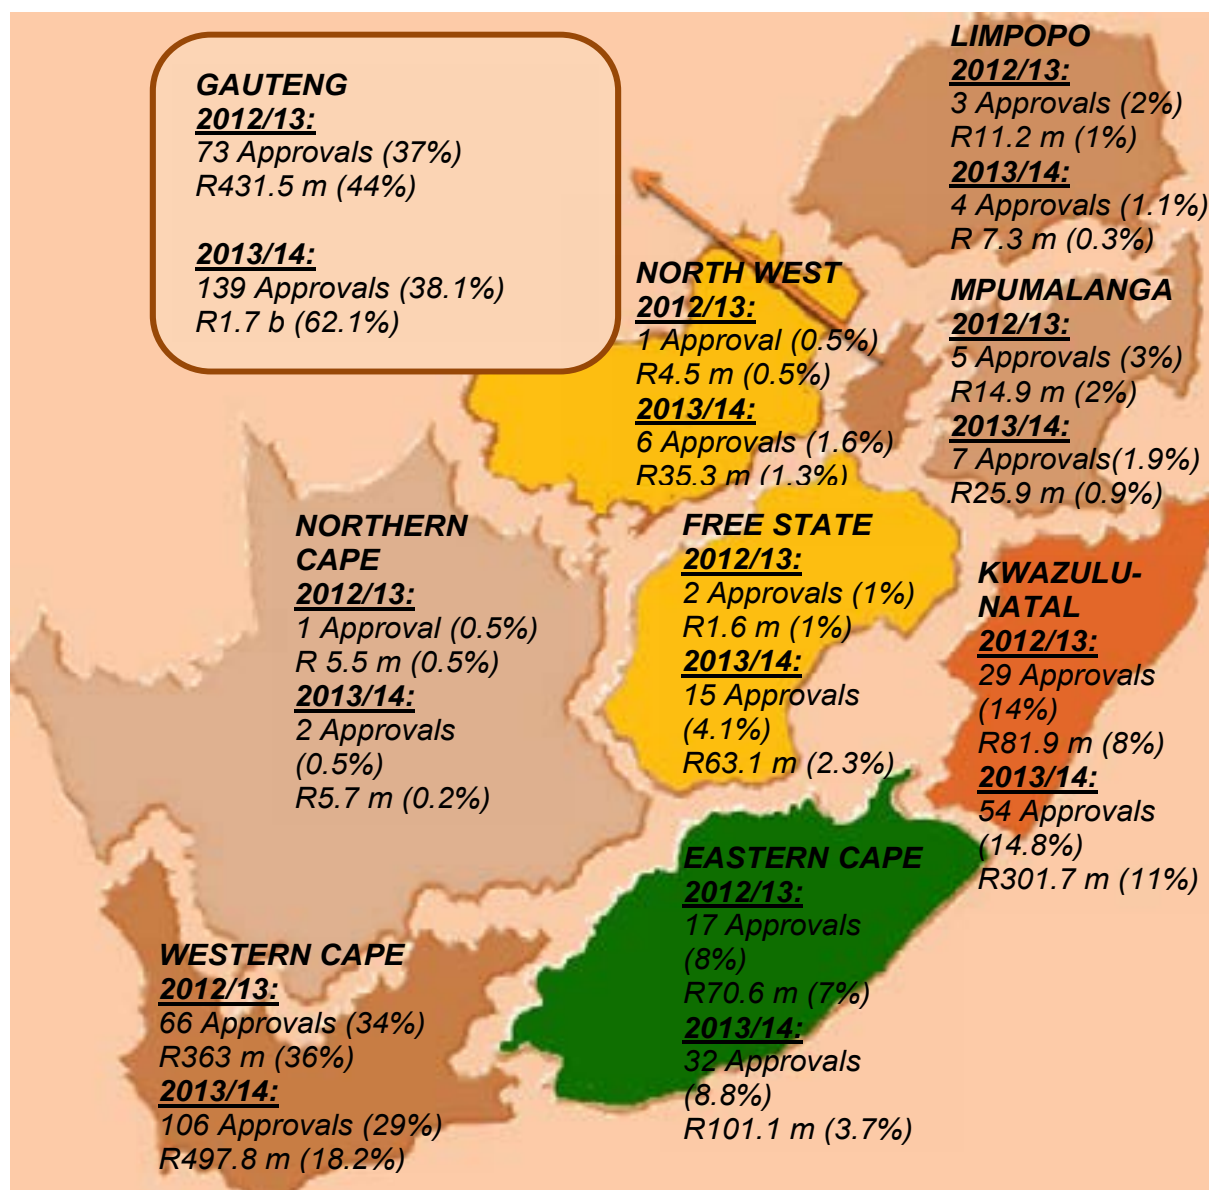 GAUTENG
2012/13:
73 Approvals (37%)
R431.5 m (44%)
2013/14:
139 Approvals (38.1%)
R1.7 b (62.1%)
LIMPOPO
2012/13:
3 Approvals (2%)
R11.2 m (1%)
2013/14:
4 Approvals (1.1%)
R 7.3 m (0.3%)
NORTH WEST
2012/13:
1 Approval (0.5%)
R4.5 m (0.5%)
2013/14:
6 Approvals (1.6%)
R35.3 m (1.3%)
MPUMALANGA
2012/13:
5 Approvals (3%)
R14.9 m (2%)
2013/14:
7 Approvals(1.9%)
R25.9 m (0.9%)
NORTHERN
CAPE
2012/13:
1 Approval (0.5%)
R 5.5 m (0.5%)
2013/14:
2 Approvals
(0.5%)
R5.7 m (0.2%)
FREE STATE
2012/13:
2 Approvals (1%)
R1.6 m (1%)
2013/14:
15 Approvals
(4.1%)
R63.1 m (2.3%)
KWAZULU-
NATAL
2012/13:
29 Approvals
(14%)
R81.9 m (8%)
2013/14:
54 Approvals
(14.8%)
R301.7 m (11%)
EASTERN CAPE
2012/13:
17 Approvals
(8%)
R70.6 m (7%)
2013/14:
32 Approvals
(8.8%)
R101.1 m (3.7%)
WESTERN CAPE
2012/13:
66 Approvals (34%)
R363 m (36%)
2013/14:
106 Approvals (29%)
R497.8 m (18.2%)